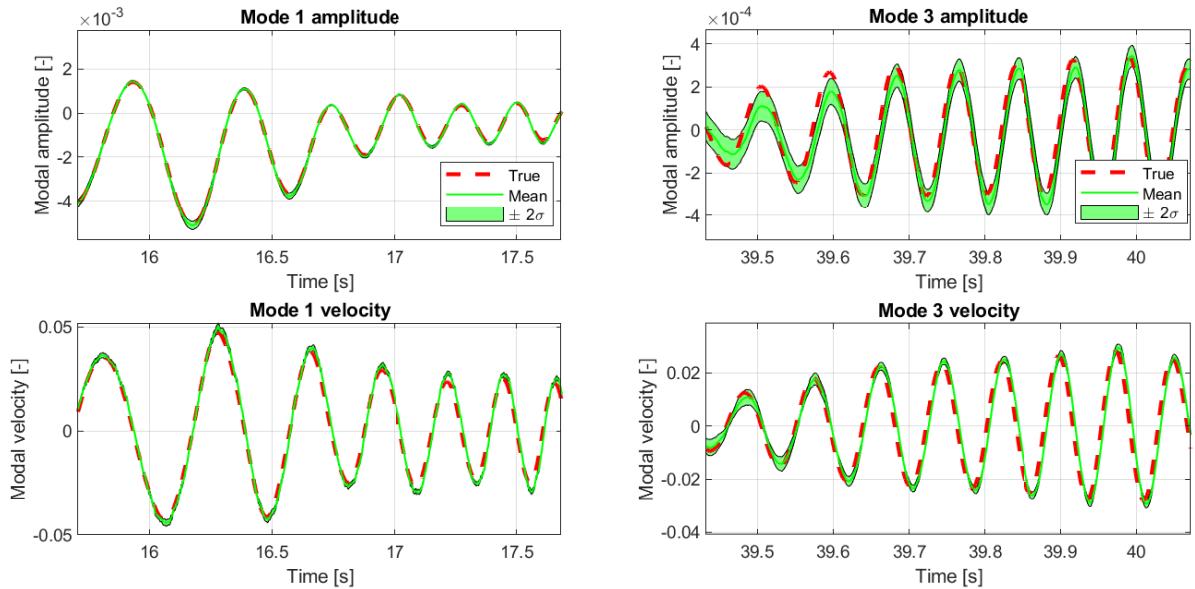 Mode 1 amplitude
×10⁻³
2
0
-2
-4
Modal amplitude [-]
True
Mean
± 2σ
16
16.5
17
17.5
Time [s]
Mode 3 amplitude
×10⁻⁴
4
2
0
-2
-4
Modal amplitude [-]
True
Mean
± 2σ
39.5
39.6
39.7
39.8
39.9
40
Time [s]
Mode 1 velocity
0.05
0
-0.05
Modal velocity [-]
16
16.5
17
17.5
Time [s]
Mode 3 velocity
0.02
0
-0.02
-0.04
Modal velocity [-]
39.5
39.6
39.7
39.8
39.9
40
Time [s]